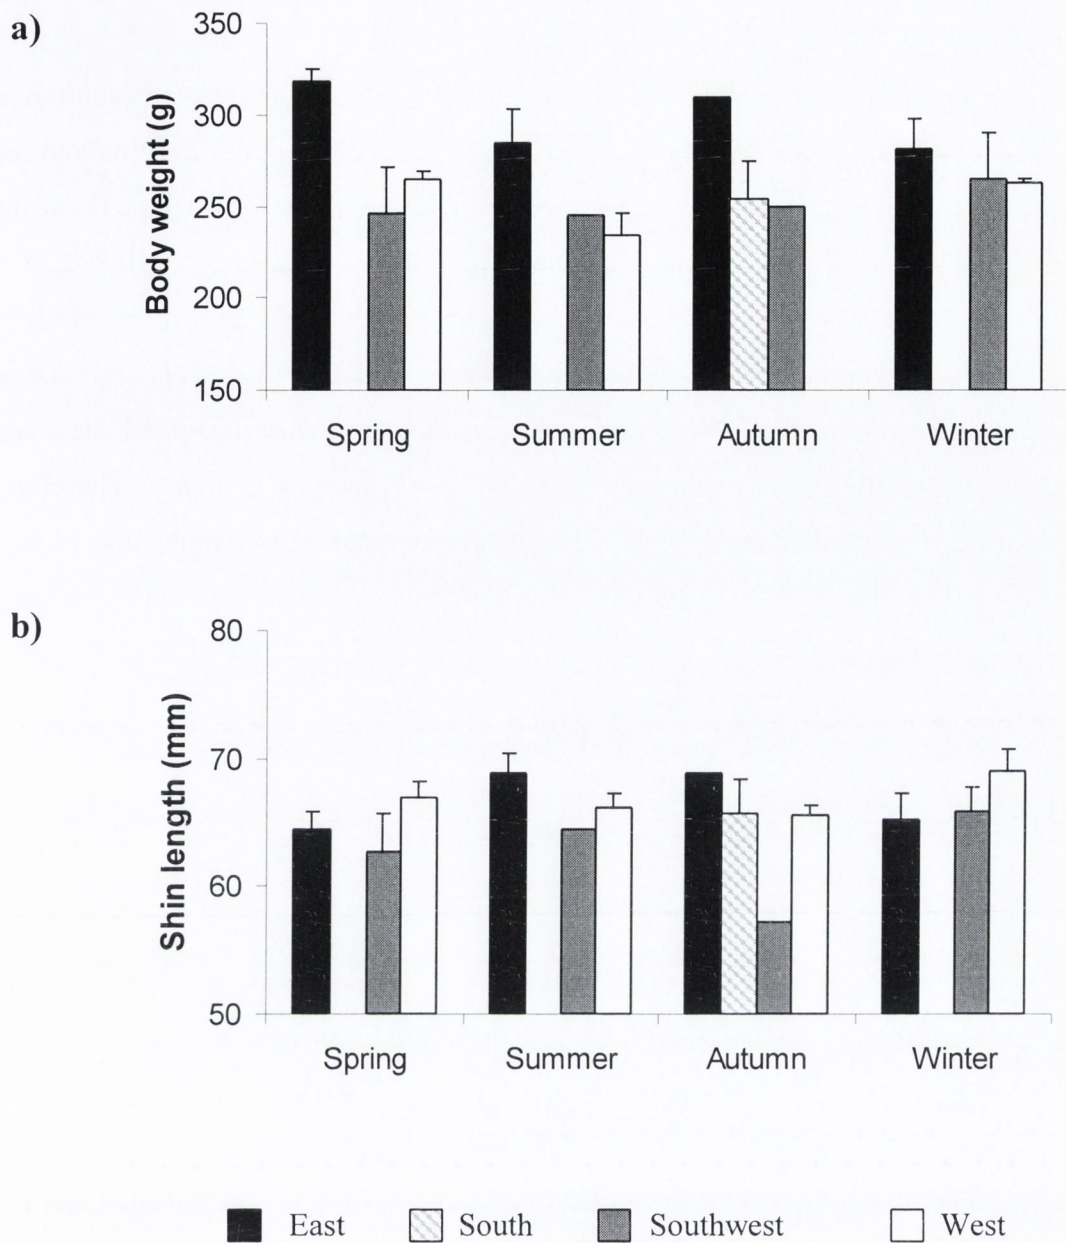 a)
Body weight (g)
350
300
250
200
150
Spring Summer Autumn Winter
b)
Shin length (mm)
80
70
60
50
Spring Summer Autumn Winter
East South Southwest West